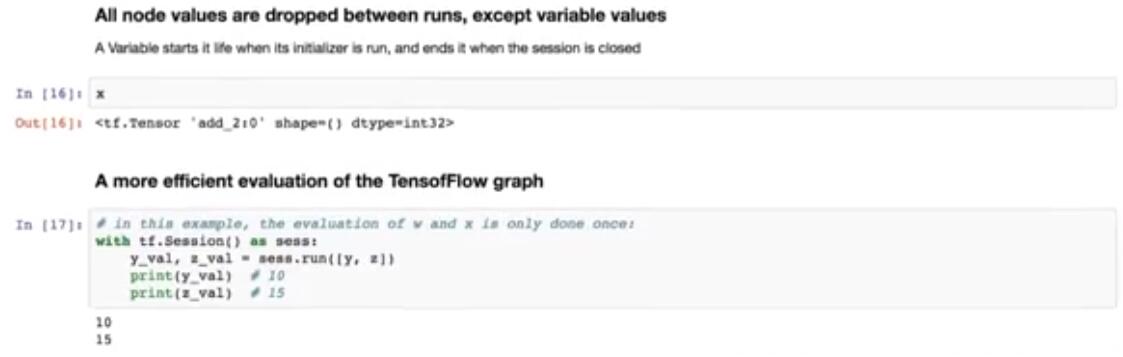 All node values are dropped between runs, except variable values
A Variable starts it life when its initializer is run, and ends it when the session is closed
In [16]: x
Out[16]: <tf.Tensor 'add_2:0' shape=() dtype=int32>
A more efficient evaluation of the TensofFlow graph
In [17]: # in this example, the evaluation of w and x is only done once:
with tf.Session() as sess:
    y_val, z_val = sess.run([y, z])
    print(y_val)  # 10
    print(z_val)  # 15
10
15